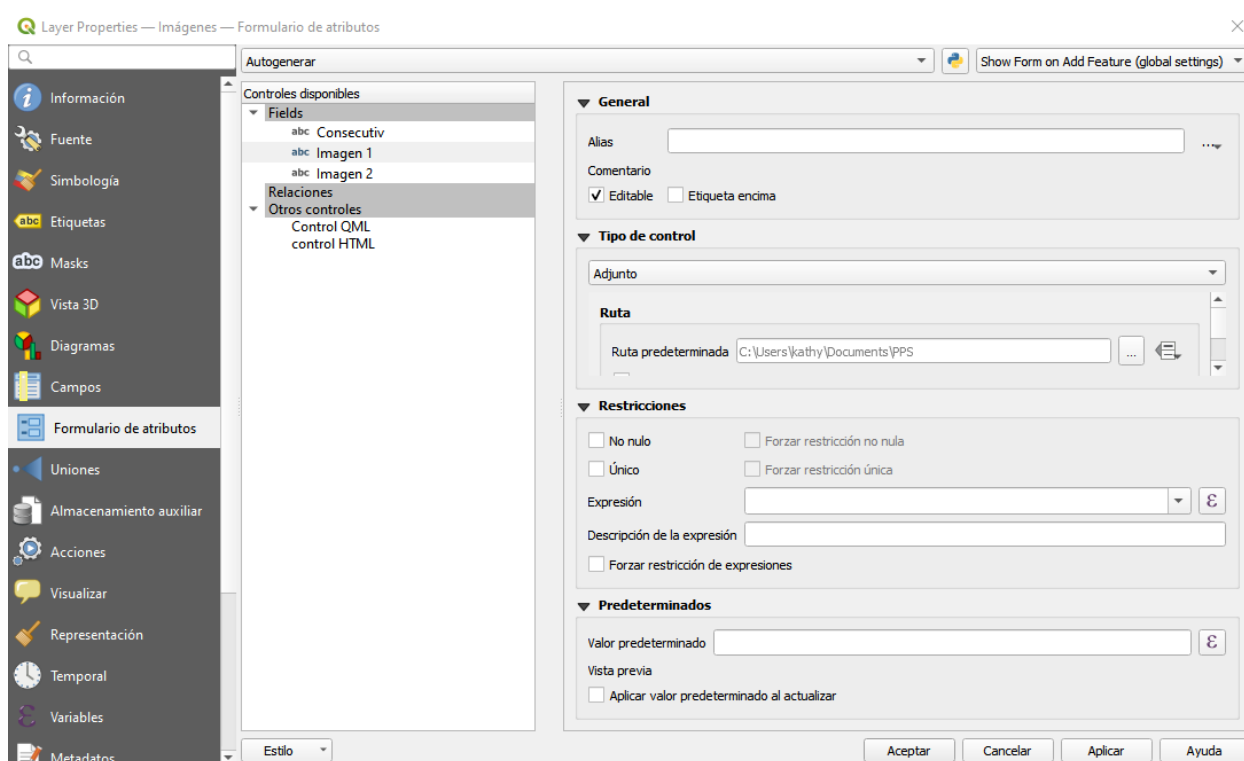 Layer Properties — Imágenes — Formulario de atributos
Autogenerar
Show Form on Add Feature (global settings)
Información
Fuente
Simbología
abc Etiquetas
abc Masks
Vista 3D
Diagramas
Campos
Formulario de atributos
Uniones
Almacenamiento auxiliar
Acciones
Visualizar
Representación
Temporal
Variables
Metadatos
Controles disponibles
Fields
abc Consecutiv
abc Imagen 1
abc Imagen 2
Relaciones
Otros controles
Control QML
control HTML
General
Alias
...
Comentario
Editable Etiqueta encima
Tipo de control
Adjunto
Ruta
Ruta predeterminada C:\Users\kathy\Documents\PPS ...
Restricciones
No nulo Forzar restricción no nula
Único Forzar restricción única
Expresión ε
Descripción de la expresión
Forzar restricción de expresiones
Predeterminados
Valor predeterminado ε
Vista previa
Aplicar valor predeterminado al actualizar
Estilo
Aceptar Cancelar Aplicar Ayuda